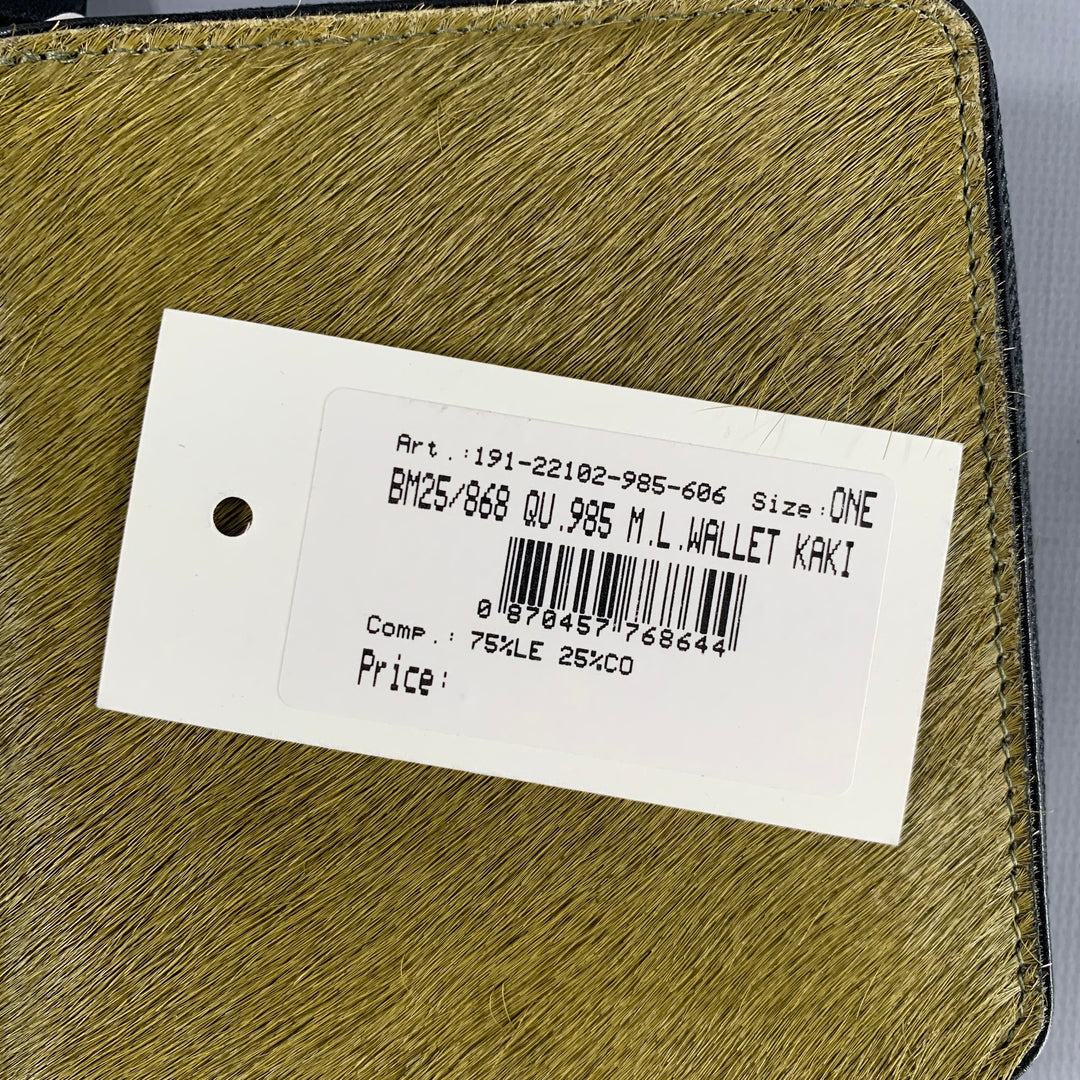 Art.:191-22102-985-606 Size:ONE
BM25/868 QU.985 M.L.WALLET KAKI
0 870457 768644
Comp.: 75%LE 25%CO
Price: